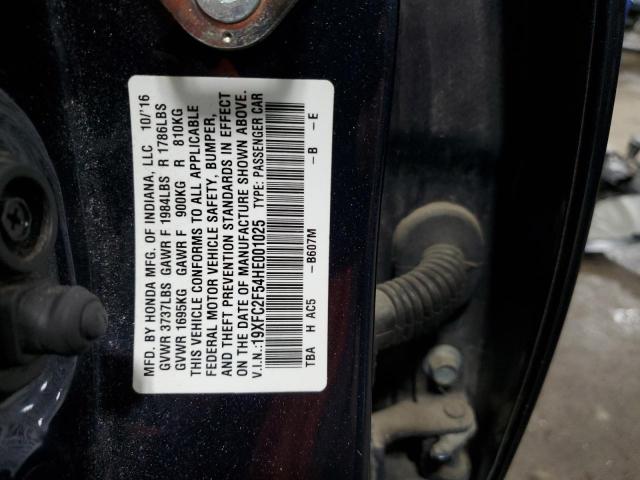 MFD. BY HONDA MFG. OF INDIANA, LLC 10/'16
GVWR 3737LBS GAWR F 1984LBS R 1786LBS
GVWR 1695KG GAWR F 900KG R 810KG
THIS VEHICLE CONFORMS TO ALL APPLICABLE
FEDERAL MOTOR VEHICLE SAFETY, BUMPER,
AND THEFT PREVENTION STANDARDS IN EFFECT
ON THE DATE OF MANUFACTURE SHOWN ABOVE.
V.I.N.:19XFC2F54HE001025 TYPE: PASSENGER CAR
TBA H AC5 -B607M -B -E